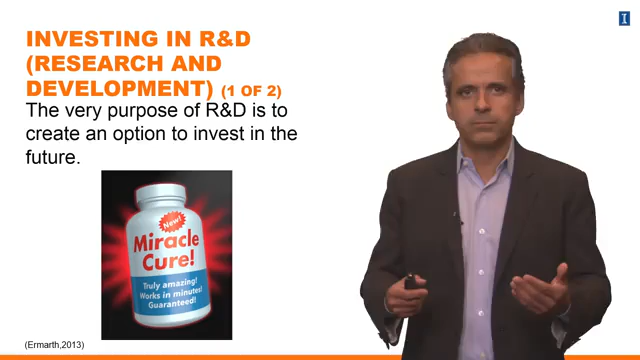 INVESTING IN R&D
(RESEARCH AND
DEVELOPMENT) (1 OF 2)
The very purpose of R&D is to
create an option to invest in the
future.
New!
Miracle
Cure!
Truly amazing!
Works in minutes!
Guaranteed!
(Ermarth,2013)
I